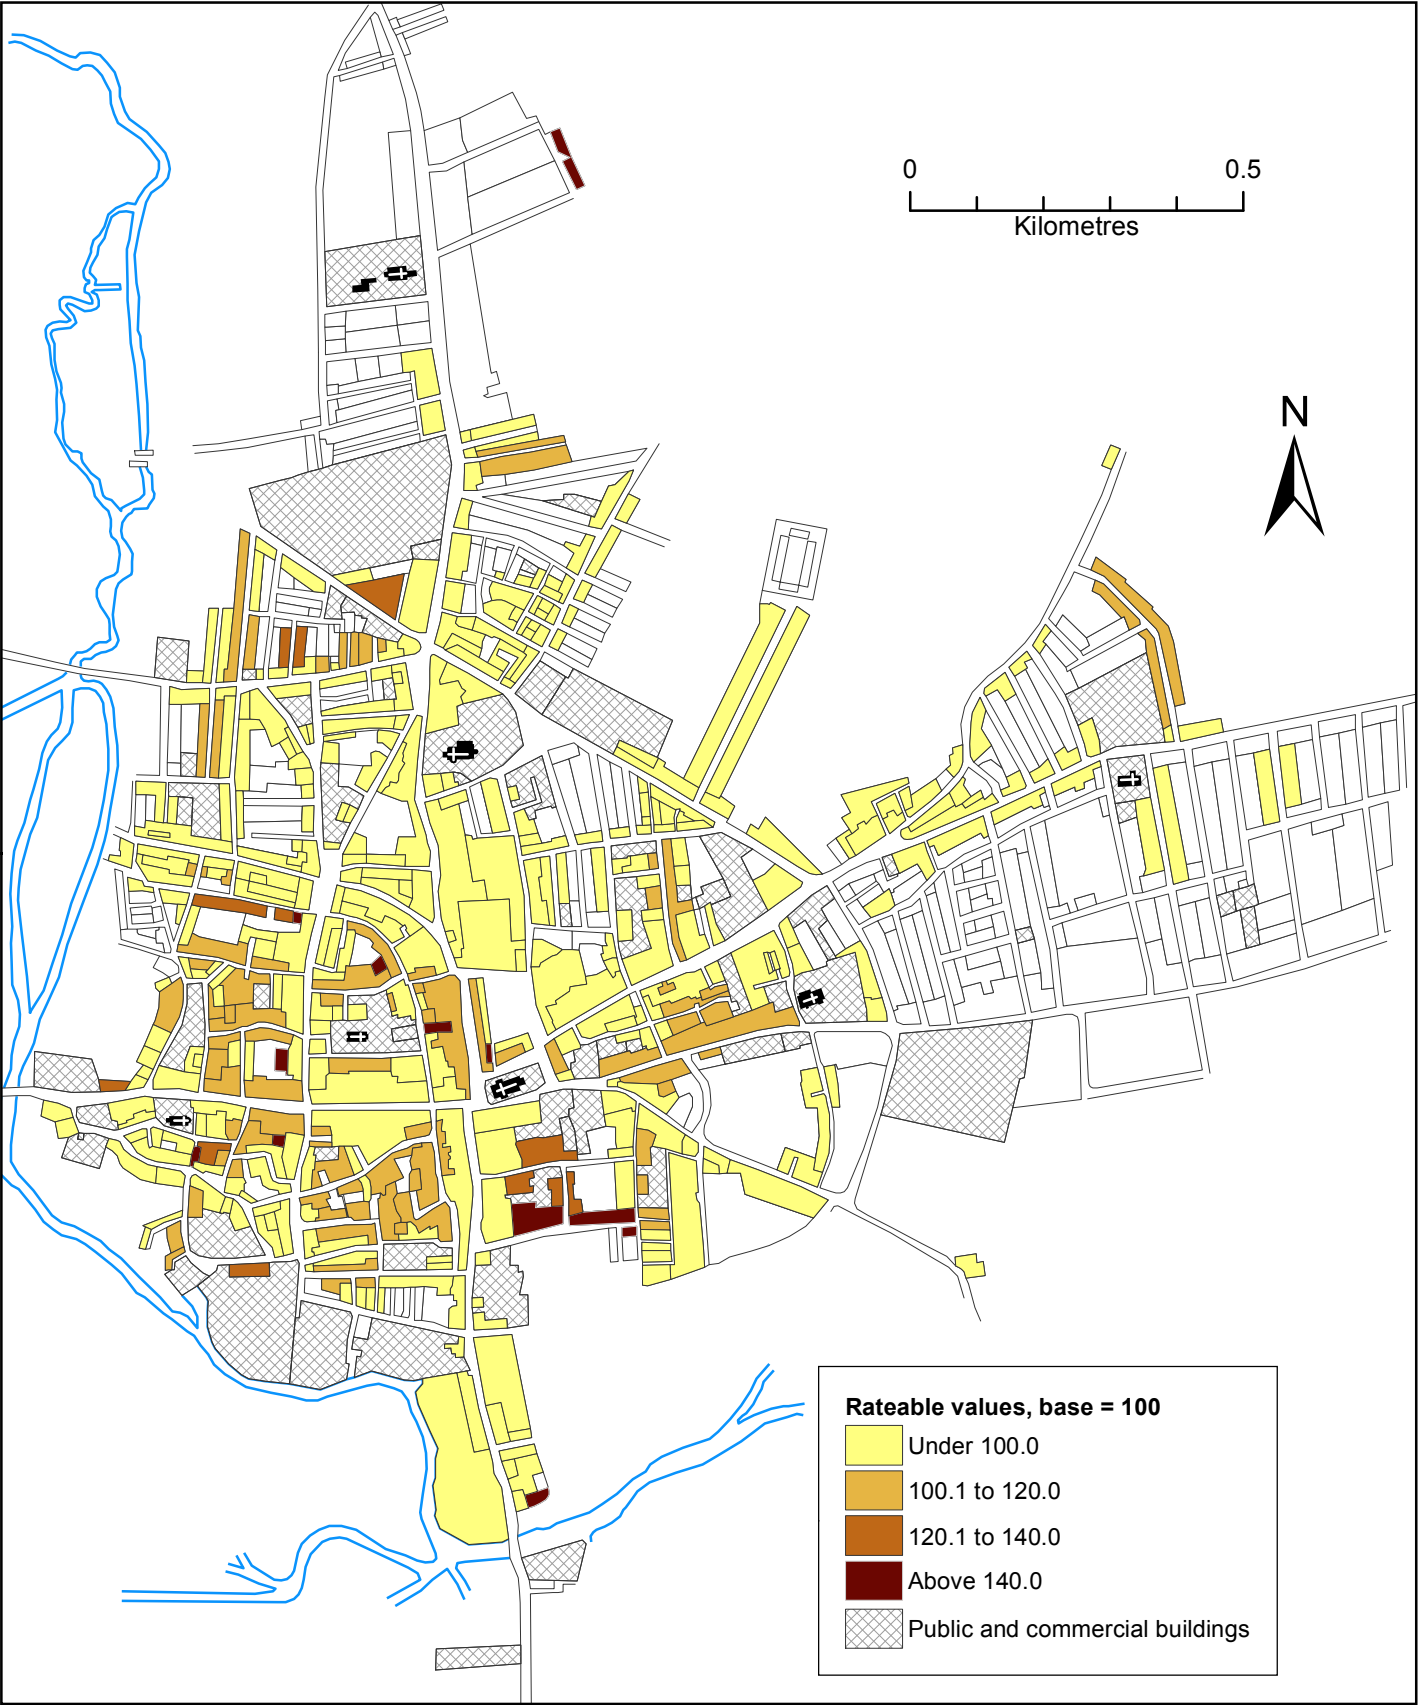 0 0.5
Kilometres
N
Rateable values, base = 100
Under 100.0
100.1 to 120.0
120.1 to 140.0
Above 140.0
Public and commercial buildings